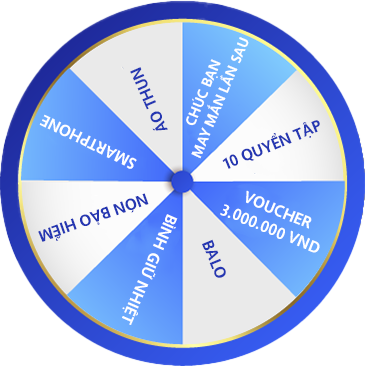 CHÚC BẠN
MAY MẮN LẦN SAU
10 QUYỂN TẬP
VOUCHER
3.000.000 VND
BALO
BÌNH GIỮ NHIỆT
NÓN BẢO HIỂM
SMARTPHONE
ÁO THUN